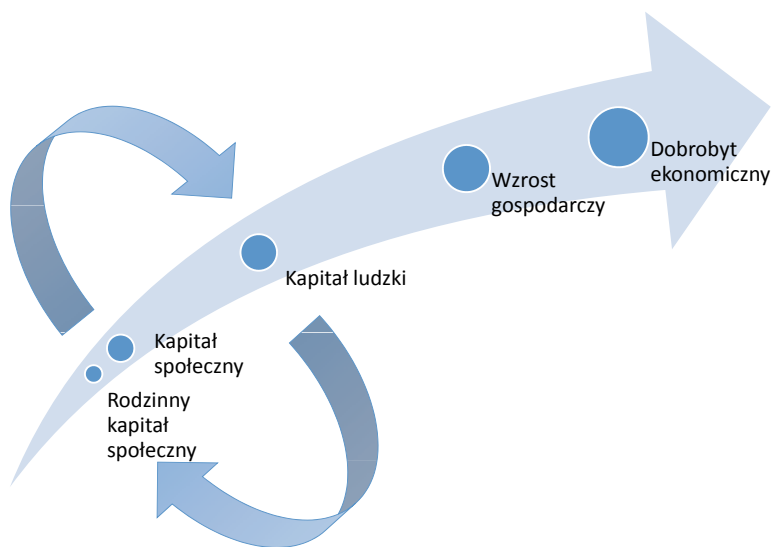 Dobrobyt
ekonomiczny
Wzrost
gospodarczy
Kapitał ludzki
Kapitał
społeczny
Rodzinny
kapitał
społeczny